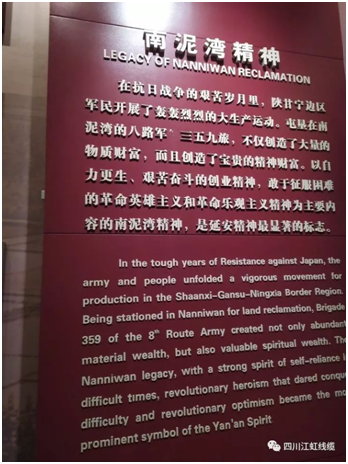 南泥湾精神
LEGACY OF NANNIWAN RECLAMATION
在抗日战争的艰苦岁月里，陕甘宁边区
军民开展了轰轰烈烈的大生产运动。屯垦在南
泥湾的八路军三五九旅，不仅创造了大量的
物质财富，而且创造了宝贵的精神财富。以自
力更生、艰苦奋斗的创业精神，敢于征服困难
的革命英雄主义和革命乐观主义精神为主要内
容的南泥湾精神，是延安精神最显著的标志。
In the tough years of Resistance against Japan, the
army and people unfolded a vigorous movement for
production in the Shaanxi-Gansu-Ningxia Border Region.
Being stationed in Nanniwan for land reclamation, Brigade
359 of the 8th Route Army created not only abundant
material wealth, but also valuable spiritual wealth. The
Nanniwan legacy, with a strong spirit of self-reliance i
difficult times, revolutionary heroism that dared conqu
difficulty and revolutionary optimism became the mo
prominent symbol of the Yan'an Spirit
四川江虹线缆